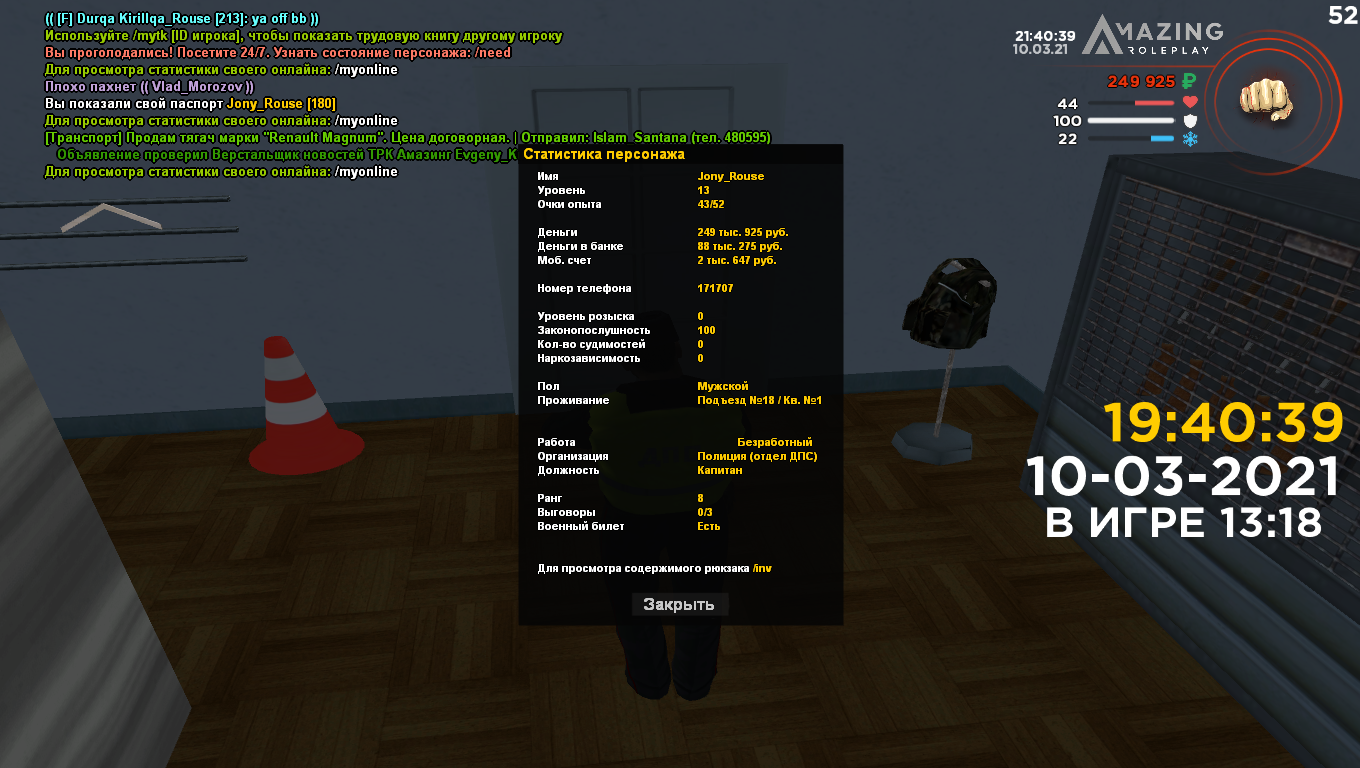 52
21:40:39
10.03.21
AMAZING
ROLEPLAY
249 925 ₽
44
100
22
(( [F] Durqa Kirillqa_Rouse [213]: ya off bb ))
Используйте /mytk [ID игрока], чтобы показать трудовую книгу другому игроку
Вы проголодались! Посетите 24/7. Узнать состояние персонажа: /need
Для просмотра статистики своего онлайна: /myonline
Плохо пахнет (( Vlad_Morozov ))
Вы показали свой паспорт Jony_Rouse [180]
Для просмотра статистики своего онлайна: /myonline
[Транспорт] Продам тягач марки "Renault Magnum". Цена договорная. | Отправил: Islam_Santana (тел. 480595)
Объявление проверил Верстальщик новостей ТРК Амазинг Evgeny_K
Для просмотра статистики своего онлайна: /myonline
Статистика персонажа
Имя Jony_Rouse
Уровень 13
Очки опыта 43/52
Деньги 249 тыс. 925 руб.
Деньги в банке 88 тыс. 275 руб.
Моб. счет 2 тыс. 647 руб.
Номер телефона 171707
Уровень розыска 0
Законопослушность 100
Кол-во судимостей 0
Наркозависимость 0
Пол Мужской
Проживание Подъезд №18 / Кв. №1
Работа Безработный
Организация Полиция (отдел ДПС)
Должность Капитан
Ранг 8
Выговоры 0/3
Военный билет Есть
Для просмотра содержимого рюкзака /inv
Закрыть
19:40:39
10-03-2021
В ИГРЕ 13:18